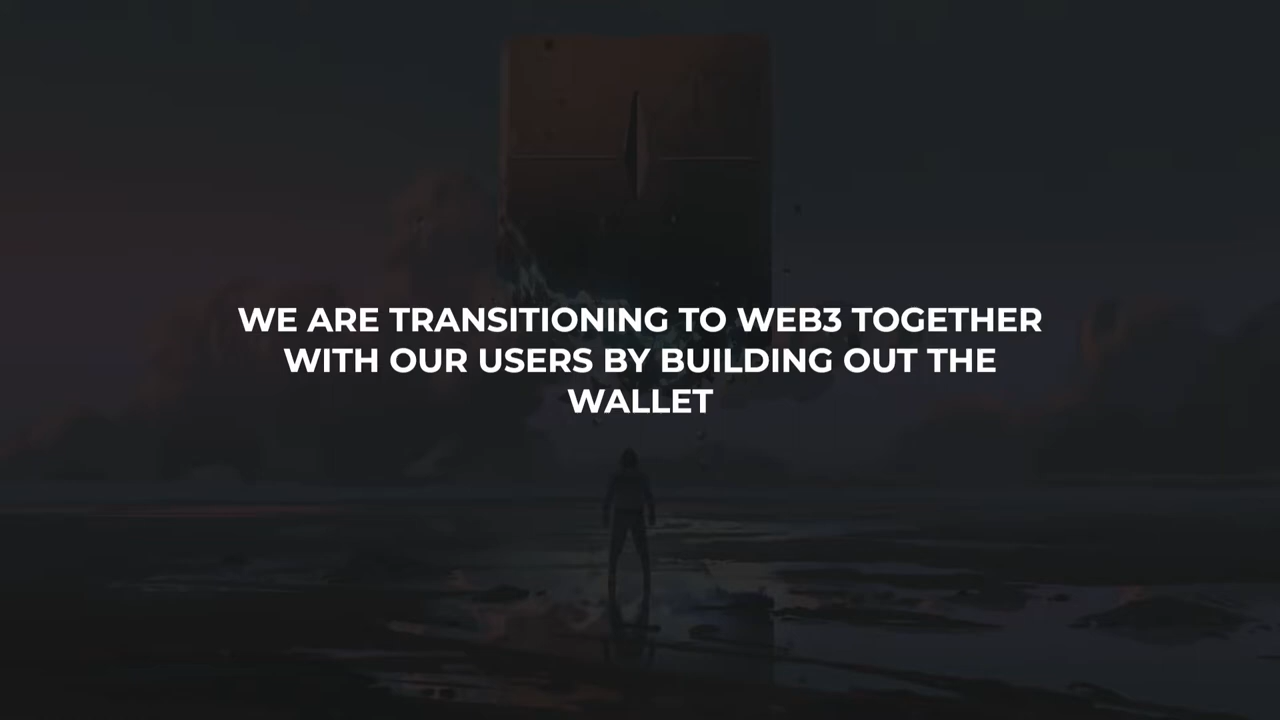 WE ARE TRANSITIONING TO WEB3 TOGETHER
WITH OUR USERS BY BUILDING OUT THE
WALLET